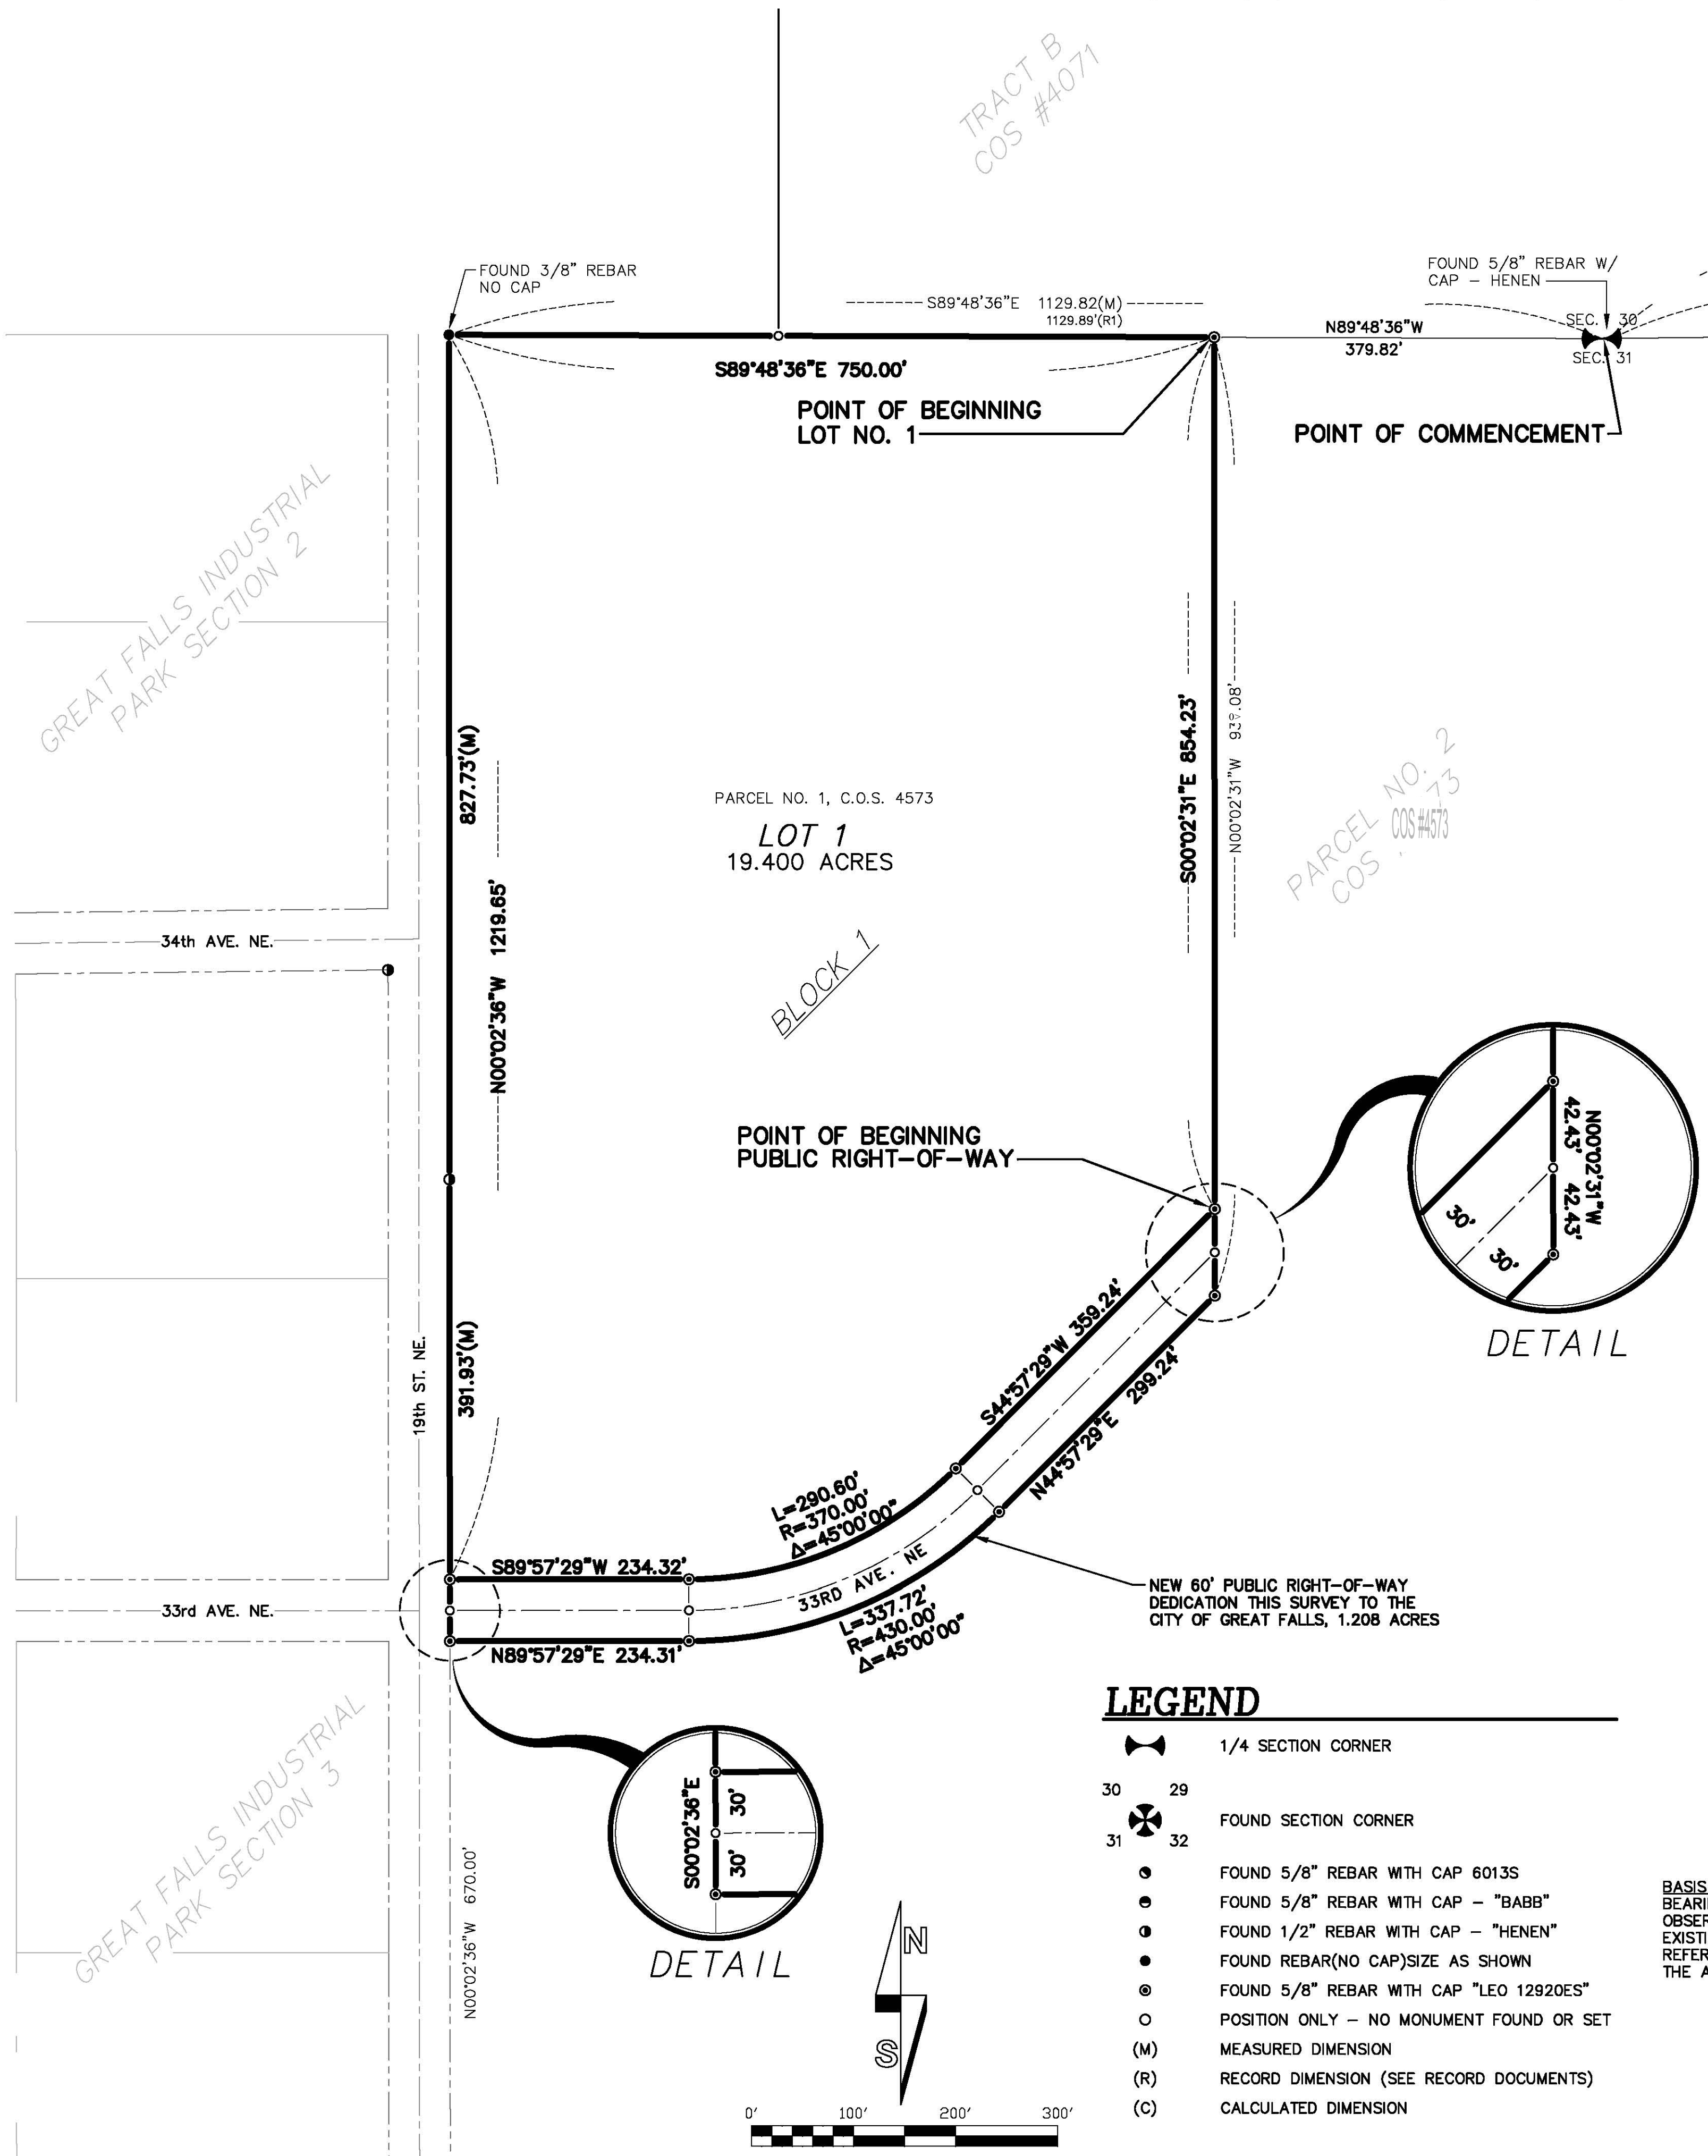 TRACT B
COS #4071
FOUND 3/8" REBAR
NO CAP
FOUND 5/8" REBAR W/
CAP - HENEN
S89°48'36"E 1129.82(M)
1129.89'(R1)
N89°48'36"W
379.82'
SEC. 30
SEC. 31
S89°48'36"E 750.00'
POINT OF BEGINNING
LOT NO. 1
POINT OF COMMENCEMENT
GREAT FALLS INDUSTRIAL
PARK SECTION 2
827.73'(M)
N00°02'36"W 1219.65'
S00°02'31"E 854.23'
N00°02'31"W
PARCEL NO. 1, C.O.S. 4573
LOT 1
19.400 ACRES
BLOCK 1
PARCEL NO. 2
COS 73
COS #4573
34th AVE. NE.
POINT OF BEGINNING
PUBLIC RIGHT-OF-WAY
N00°02'31"W
42.43' 42.43'
30'
30'
DETAIL
19th ST. NE.
391.93'(M)
S44°57'29"W 359.24'
N44°57'29"E 299.24'
L=290.60'
R=370.00'
Δ=45°00'00"
S89°57'29"W 234.32'
33rd AVE. NE.
33RD AVE. NE
N89°57'29"E 234.31'
L=337.72'
R=430.00'
Δ=45°00'00"
NEW 60' PUBLIC RIGHT-OF-WAY
DEDICATION THIS SURVEY TO THE
CITY OF GREAT FALLS, 1.208 ACRES
GREAT FALLS INDUSTRIAL
PARK SECTION 3
N00°02'36"W 670.00'
S00°02'36"E
30'
30'
DETAIL
N
S
0' 100' 200' 300'
LEGEND
1/4 SECTION CORNER
30 29
FOUND SECTION CORNER
31 32
FOUND 5/8" REBAR WITH CAP 6013S
FOUND 5/8" REBAR WITH CAP - "BABB"
FOUND 1/2" REBAR WITH CAP - "HENEN"
FOUND REBAR(NO CAP)SIZE AS SHOWN
FOUND 5/8" REBAR WITH CAP "LEO 12920ES"
POSITION ONLY - NO MONUMENT FOUND OR SET
(M) MEASURED DIMENSION
(R) RECORD DIMENSION (SEE RECORD DOCUMENTS)
(C) CALCULATED DIMENSION
BASIS
BEARI
OBSER
EXISTI
REFER
THE A